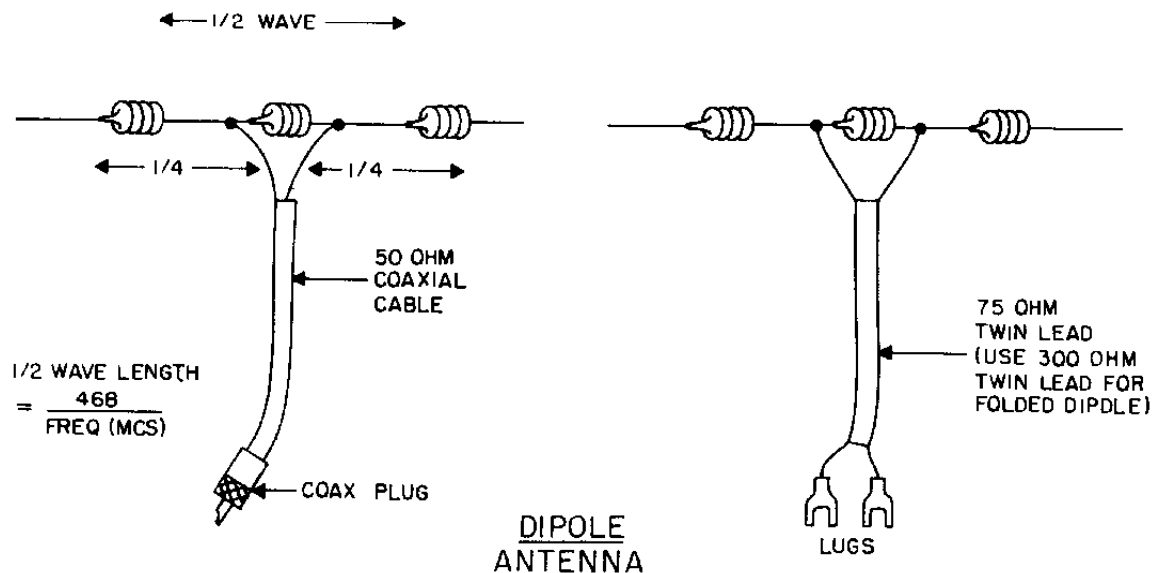 1/2 WAVE
1/4
1/4
50 OHM
COAXIAL
CABLE
1/2 WAVE LENGTH
= 468
FREQ (MCS)
COAX PLUG
75 OHM
TWIN LEAD
(USE 300 OHM
TWIN LEAD FOR
FOLDED DIPDLE)
LUGS
DIPOLE
ANTENNA